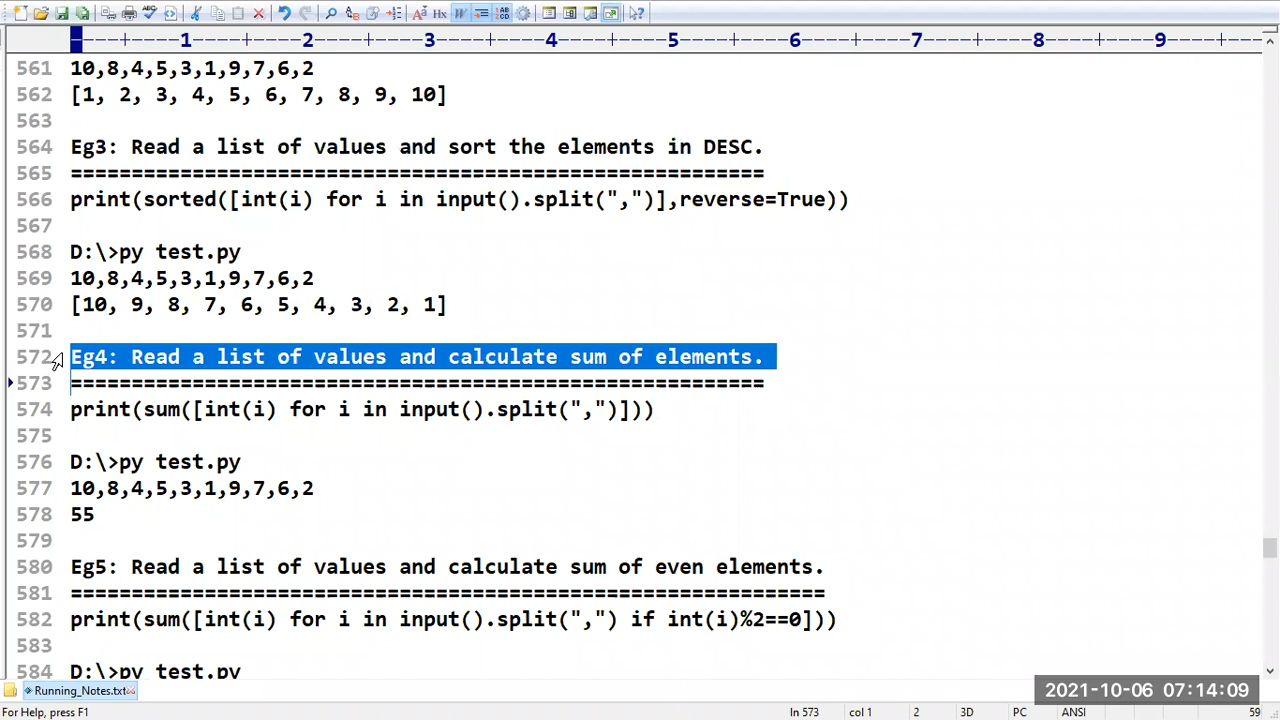 1 2 3 4 5 6 7 8 9
561 10,8,4,5,3,1,9,7,6,2
562 [1, 2, 3, 4, 5, 6, 7, 8, 9, 10]
563
564 Eg3: Read a list of values and sort the elements in DESC.
565 =========================================================
566 print(sorted([int(i) for i in input().split(",")],reverse=True))
567
568 D:\>py test.py
569 10,8,4,5,3,1,9,7,6,2
570 [10, 9, 8, 7, 6, 5, 4, 3, 2, 1]
571
572 Eg4: Read a list of values and calculate sum of elements.
573 =========================================================
574 print(sum([int(i) for i in input().split(",")]))
575
576 D:\>py test.py
577 10,8,4,5,3,1,9,7,6,2
578 55
579
580 Eg5: Read a list of values and calculate sum of even elements.
581 ==============================================================
582 print(sum([int(i) for i in input().split(",") if int(i)%2==0]))
583
584 D:\>py test.py
Running_Notes.txt
2021-10-06 07:14:09
For Help, press F1 ln 573 col 1 2 3D PC ANSI 59